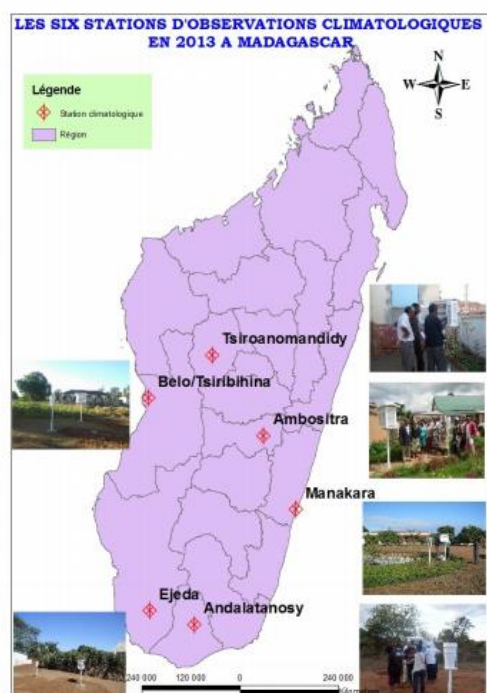 LES SIX STATIONS D'OBSERVATIONS CLIMATOLOGIQUES
EN 2013 A MADAGASCAR
N
W E
S
Légende
Station climatologique
Région
Tsiroanomandidy
Belo/Tsiribihina
Ambositra
Manakara
Ejeda
Andalatanosy
240 000 120 000 0 240 000